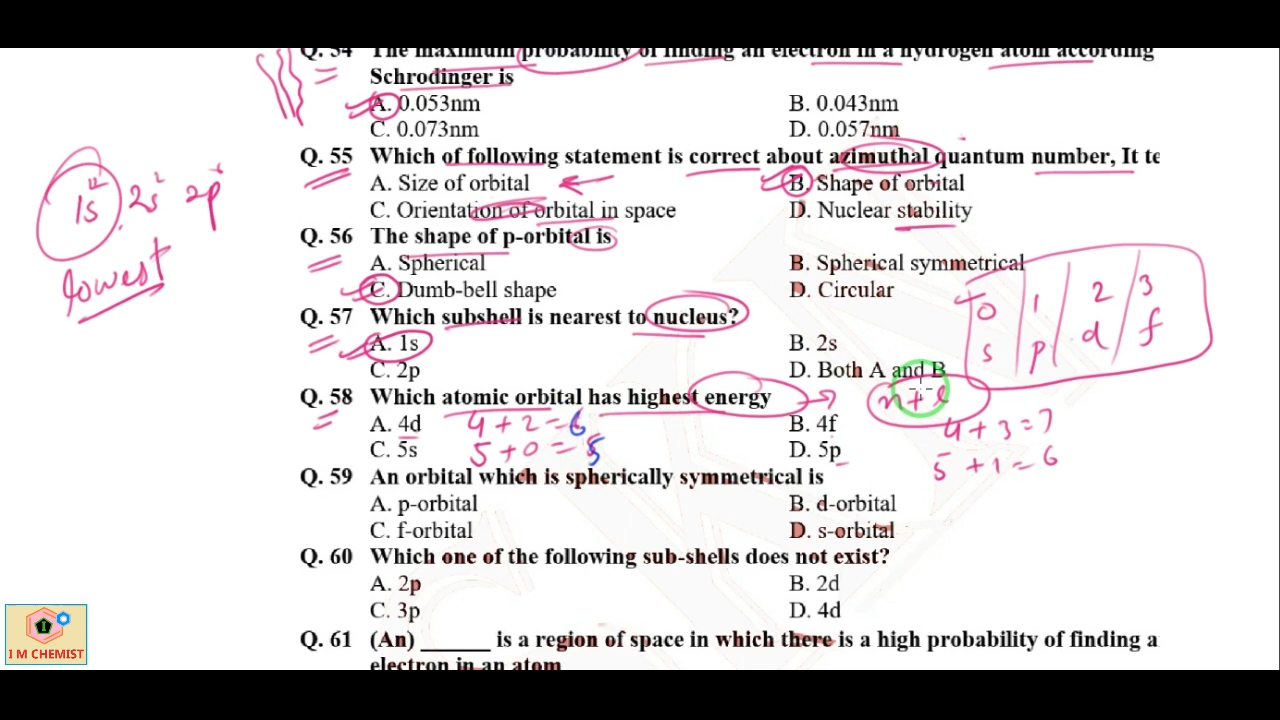 Q. 54 The maximum probability of finding an electron in a hydrogen atom according
Schrodinger is
A. 0.053nm B. 0.043nm
C. 0.073nm D. 0.057nm
Q. 55 Which of following statement is correct about azimuthal quantum number, It te
A. Size of orbital B. Shape of orbital
C. Orientation of orbital in space D. Nuclear stability
Q. 56 The shape of p-orbital is
A. Spherical B. Spherical symmetrical
C. Dumb-bell shape D. Circular
Q. 57 Which subshell is nearest to nucleus?
A. 1s B. 2s
C. 2p D. Both A and B
Q. 58 Which atomic orbital has highest energy n+l
A. 4d 4+2=6 B. 4f 4+3=7
C. 5s 5+0=5 D. 5p 5+1=6
Q. 59 An orbital which is spherically symmetrical is
A. p-orbital B. d-orbital
C. f-orbital D. s-orbital
Q. 60 Which one of the following sub-shells does not exist?
A. 2p B. 2d
C. 3p D. 4d
Q. 61 (An) ______ is a region of space in which there is a high probability of finding a
electron in an atom
1s 2s 2p
lowest
0 1 2 3
s p d f
I
I M CHEMIST